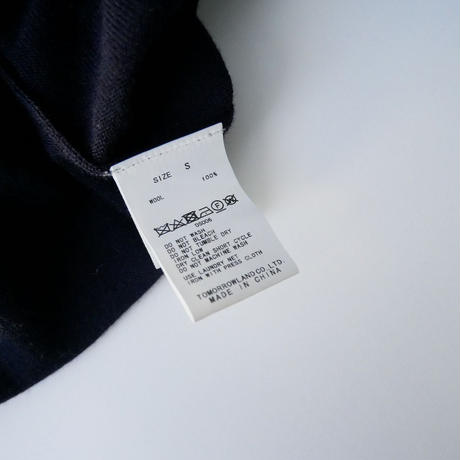 SIZE S
WOOL 100%
DS006
DO NOT WASH
DO NOT BLEACH
DO NOT TUMBLE DRY
IRON LOW
DRY CLEAN SHORT CYCLE
DO NOT MACHINE WASH
USE LAUNDRY NET
IRON WITH PRESS CLOTH
TOMORROWLAND CO.,LTD.
MADE IN CHINA